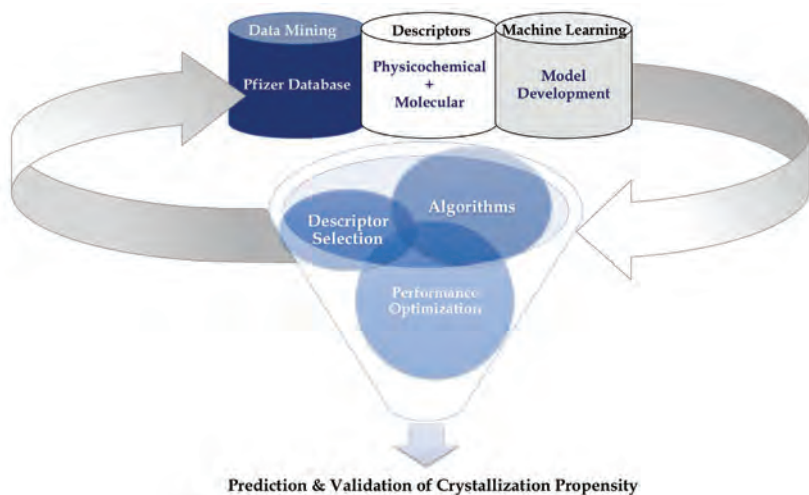 Data Mining
Descriptors
Machine Learning
Pfizer Database
Physicochemical
+
Molecular
Model
Development
Algorithms
Descriptor
Selection
Performance
Optimization
Prediction & Validation of Crystallization Propensity